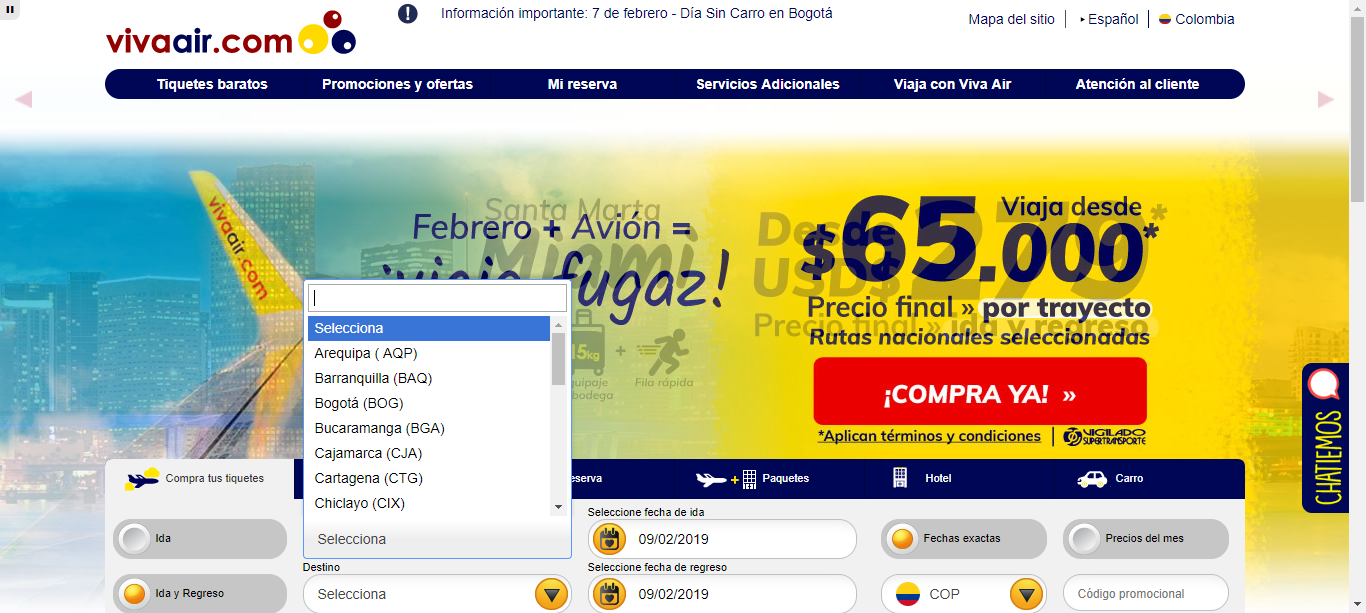 Información importante: 7 de febrero - Día Sin Carro en Bogotá
Mapa del sitio
Español
Colombia
vivaair.com
Tiquetes baratos
Promociones y ofertas
Mi reserva
Servicios Adicionales
Viaja con Viva Air
Atención al cliente
vivaair.com
Santa Marta
Febrero + Avión =
Miami
fugaz!
Desde
USD$
279*
Precio final » ida y regreso
Viaja desde
$65.000*
Precio final » por trayecto
Rutas nacionales seleccionadas
15kg
+
Fila rápida
bodega
¡COMPRA YA! »
*Aplican términos y condiciones
VIGILADO
SUPERTRANSPORTE
CHATIEMOS
Selecciona
Arequipa ( AQP)
Barranquilla (BAQ)
Bogotá (BOG)
Bucaramanga (BGA)
Cajamarca (CJA)
Cartagena (CTG)
Chiclayo (CIX)
Selecciona
Compra tus tiquetes
Paquetes
Hotel
Carro
Ida
Ida y Regreso
Destino
Selecciona
Seleccione fecha de ida
09/02/2019
Seleccione fecha de regreso
09/02/2019
Fechas exactas
Precios del mes
COP
Código promocional